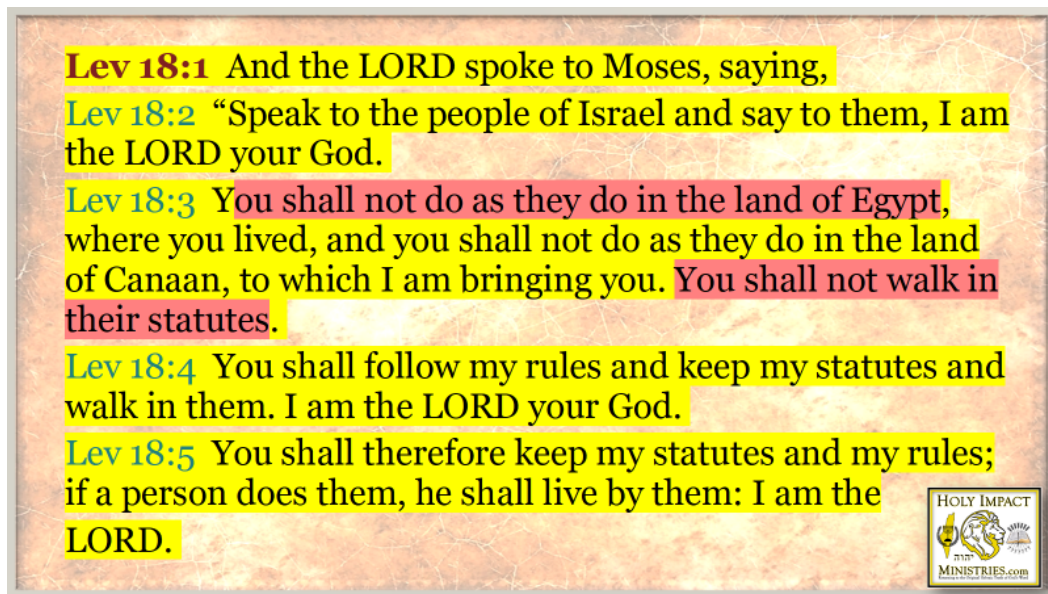 Lev 18:1 And the LORD spoke to Moses, saying,
Lev 18:2 “Speak to the people of Israel and say to them, I am
the LORD your God.
Lev 18:3 You shall not do as they do in the land of Egypt,
where you lived, and you shall not do as they do in the land
of Canaan, to which I am bringing you. You shall not walk in
their statutes.
Lev 18:4 You shall follow my rules and keep my statutes and
walk in them. I am the LORD your God.
Lev 18:5 You shall therefore keep my statutes and my rules;
if a person does them, he shall live by them: I am the
LORD.
HOLY IMPACT
יהוה
MINISTRIES.com